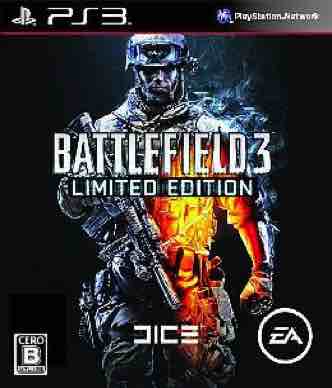 PS3
PlayStation Network
BATTLEFIELD 3
LIMITED EDITION
DICE
EA
CERO
B